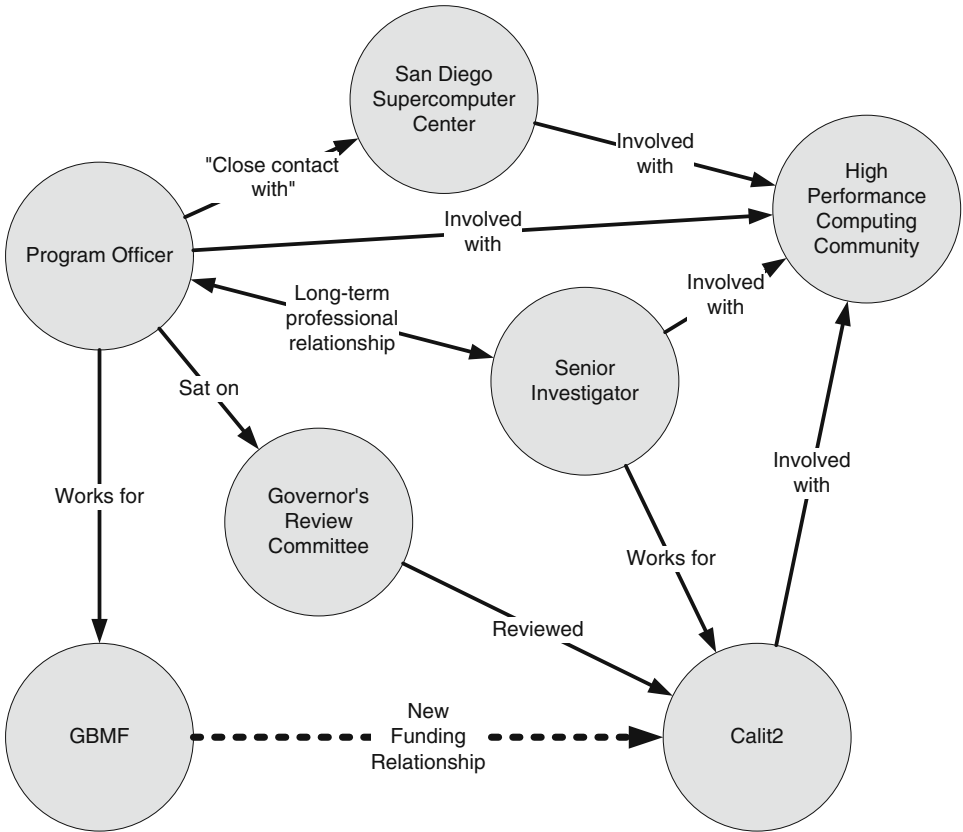 San Diego
Supercomputer
Center
Involved
with
High
Performance
Computing
Community
"Close contact
with"
Involved
with
Program Officer
Long-term
professional
relationship
Involved
with
Senior
Investigator
Sat on
Works for
Governor's
Review
Committee
Involved
with
Works for
Reviewed
GBMF
New
Funding
Relationship
Calit2